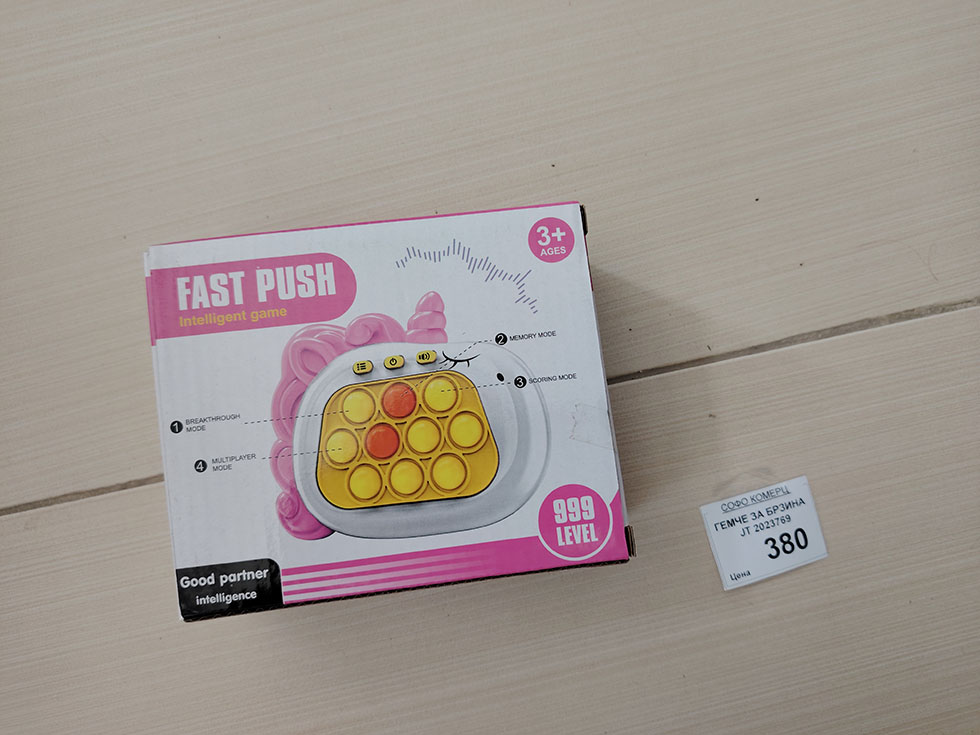 3+
AGES
FAST PUSH
Intelligent game
2 MEMORY MODE
3 SCORING MODE
1 BREAKTHROUGH
MODE
4 MULTIPLAYER
MODE
999
LEVEL
Good partner
intelligence
СОФО КОМЕРЦ
ГЕМЧЕ ЗА БРЗИНА
JT 2023769
380
Цена